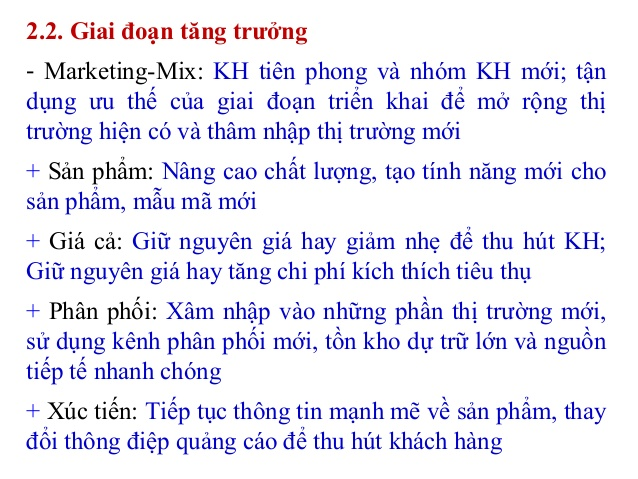 2.2. Giai đoạn tăng trưởng
- Marketing-Mix: KH tiên phong và nhóm KH mới; tận
dụng ưu thế của giai đoạn triển khai để mở rộng thị
trường hiện có và thâm nhập thị trường mới
+ Sản phẩm: Nâng cao chất lượng, tạo tính năng mới cho
sản phẩm, mẫu mã mới
+ Giá cả: Giữ nguyên giá hay giảm nhẹ để thu hút KH;
Giữ nguyên giá hay tăng chi phí kích thích tiêu thụ
+ Phân phối: Xâm nhập vào những phần thị trường mới,
sử dụng kênh phân phối mới, tồn kho dự trữ lớn và nguồn
tiếp tế nhanh chóng
+ Xúc tiến: Tiếp tục thông tin mạnh mẽ về sản phẩm, thay
đổi thông điệp quảng cáo để thu hút khách hàng